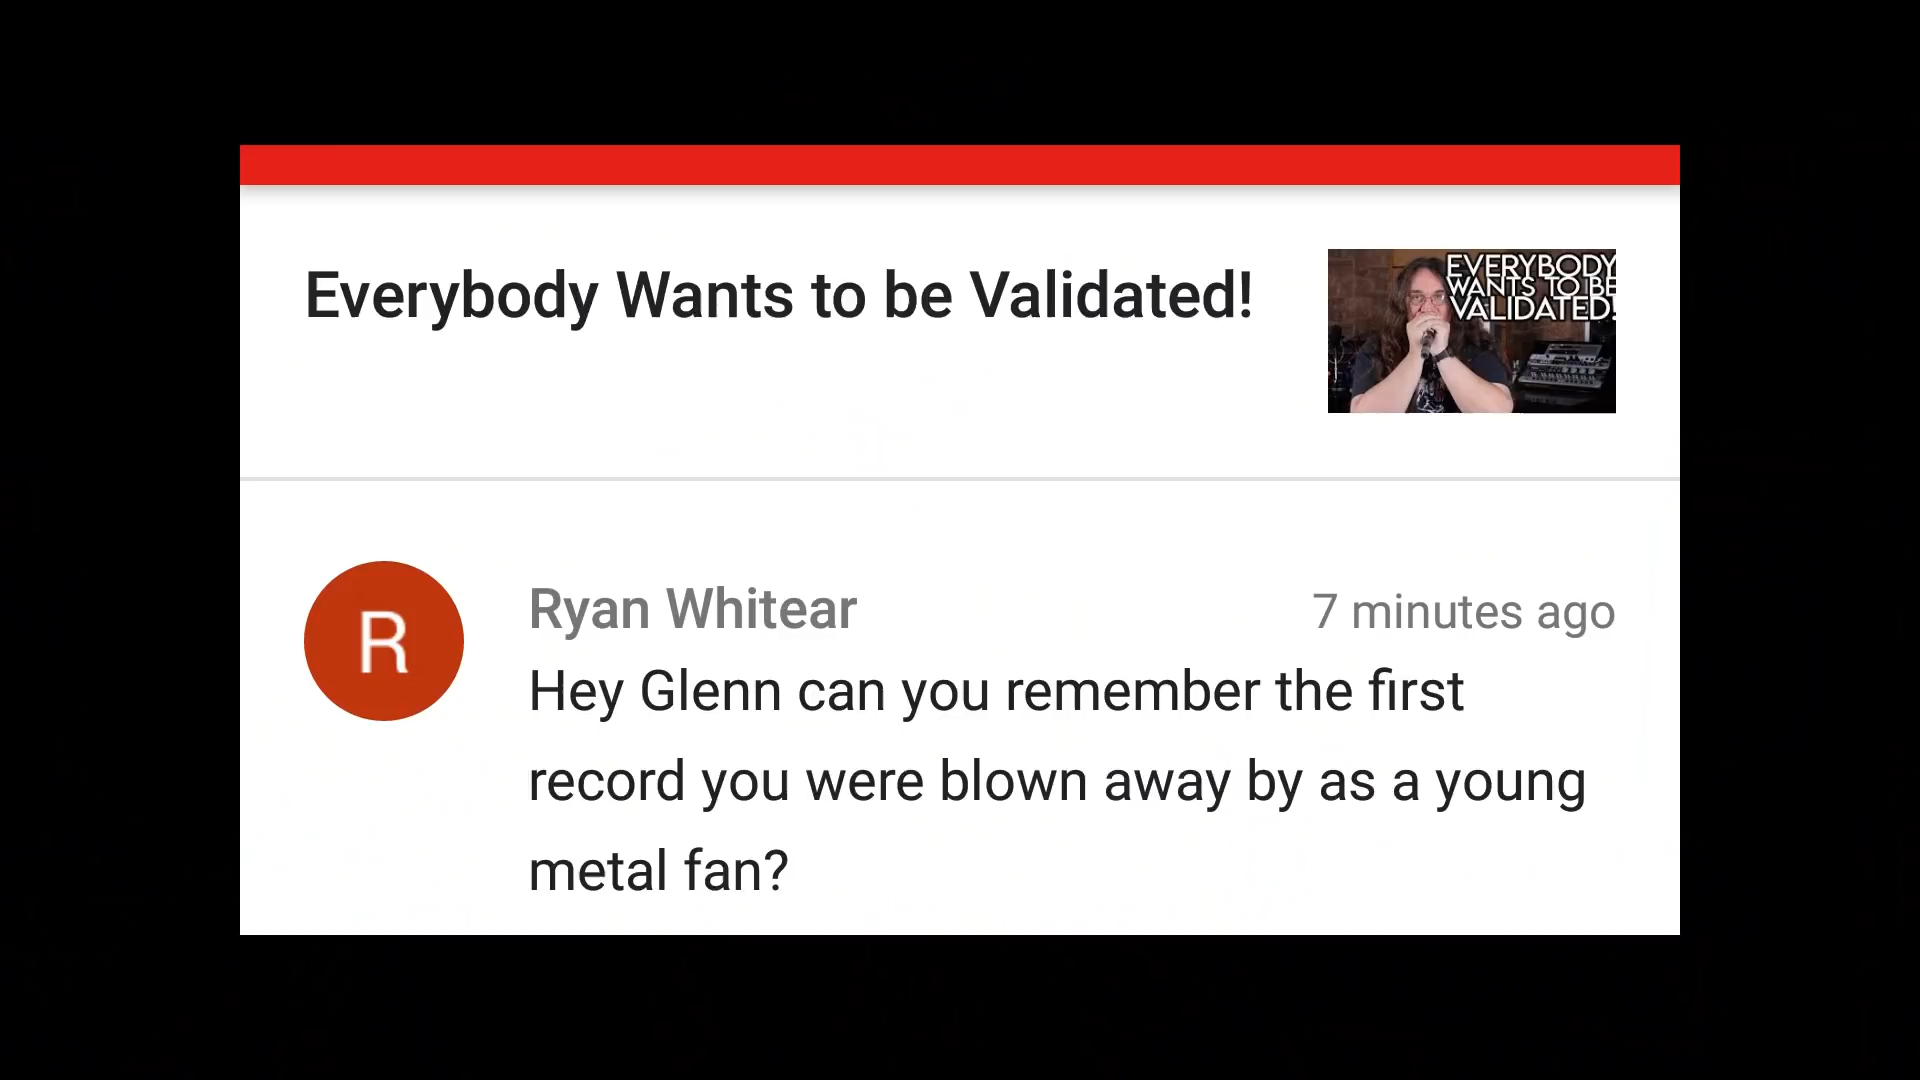 Everybody Wants to be Validated!
EVERYBODY
WANTS TO BE
VALIDATED!
R
Ryan Whitear
7 minutes ago
Hey Glenn can you remember the first
record you were blown away by as a young
metal fan?